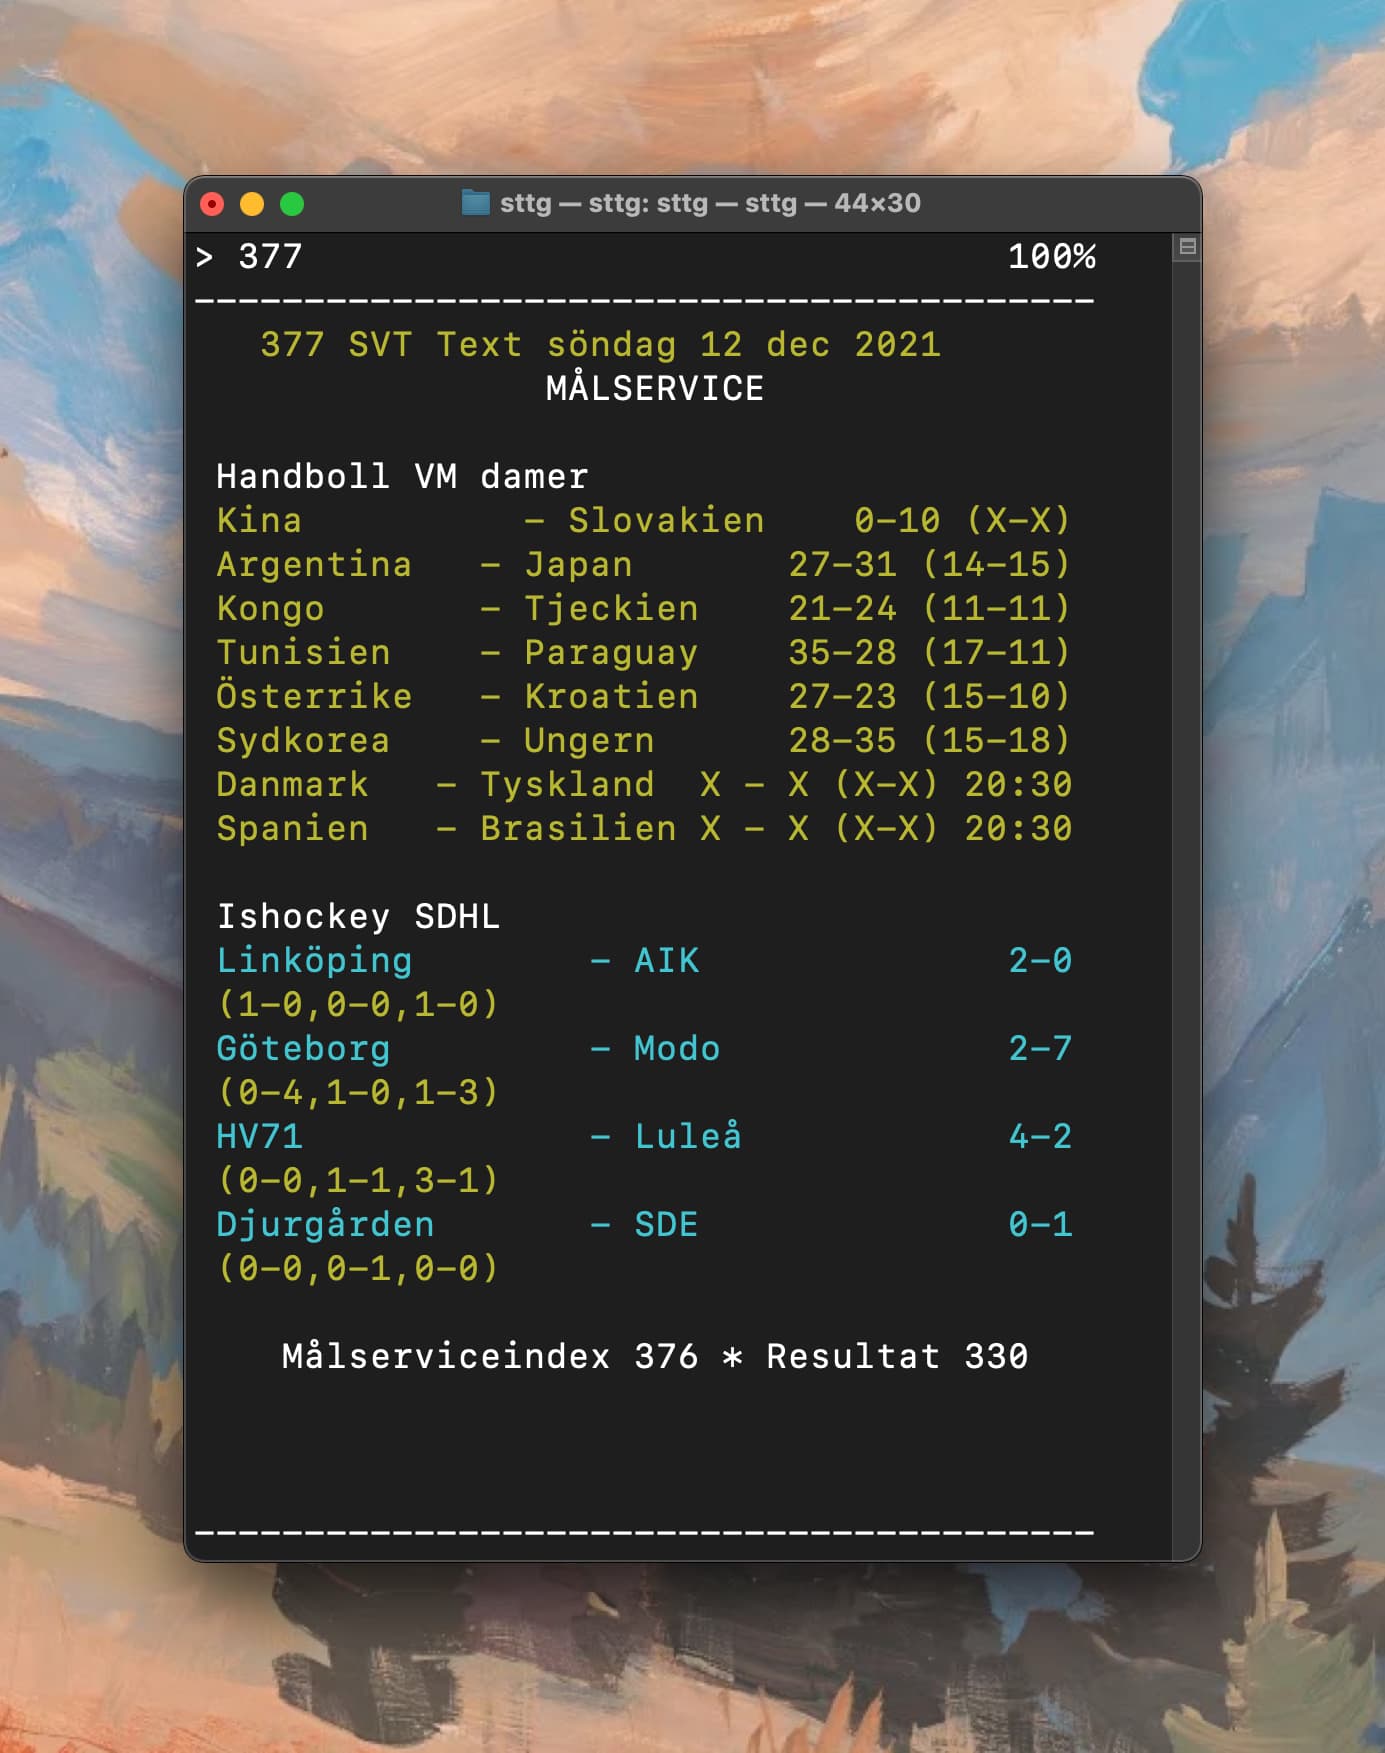 sttg — sttg: sttg — sttg — 44×30
> 377 100%
-----------------------------------------
377 SVT Text söndag 12 dec 2021
MÅLSERVICE
Handboll VM damer
Kina - Slovakien 0-10 (X-X)
Argentina - Japan 27-31 (14-15)
Kongo - Tjeckien 21-24 (11-11)
Tunisien - Paraguay 35-28 (17-11)
Österrike - Kroatien 27-23 (15-10)
Sydkorea - Ungern 28-35 (15-18)
Danmark - Tyskland X - X (X-X) 20:30
Spanien - Brasilien X - X (X-X) 20:30
Ishockey SDHL
Linköping - AIK 2-0
(1-0,0-0,1-0)
Göteborg - Modo 2-7
(0-4,1-0,1-3)
HV71 - Luleå 4-2
(0-0,1-1,3-1)
Djurgården - SDE 0-1
(0-0,0-1,0-0)
Målserviceindex 376 * Resultat 330
-----------------------------------------